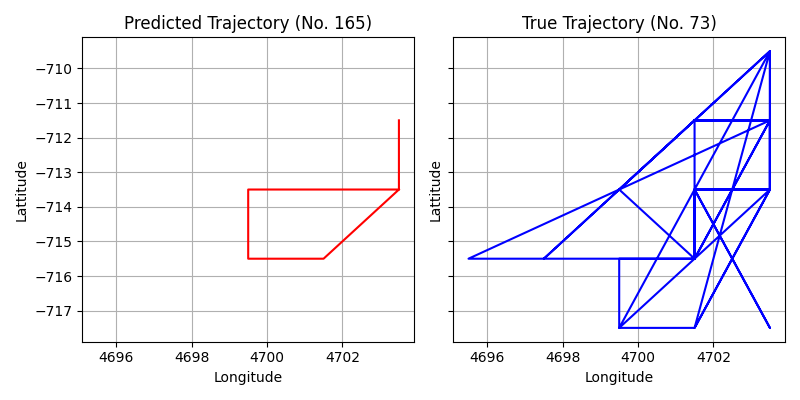 Predicted Trajectory (No. 165)
True Trajectory (No. 73)
Lattitude
−710
−711
−712
−713
−714
−715
−716
−717
4696
4698
4700
4702
Longitude
Lattitude
4696
4698
4700
4702
Longitude